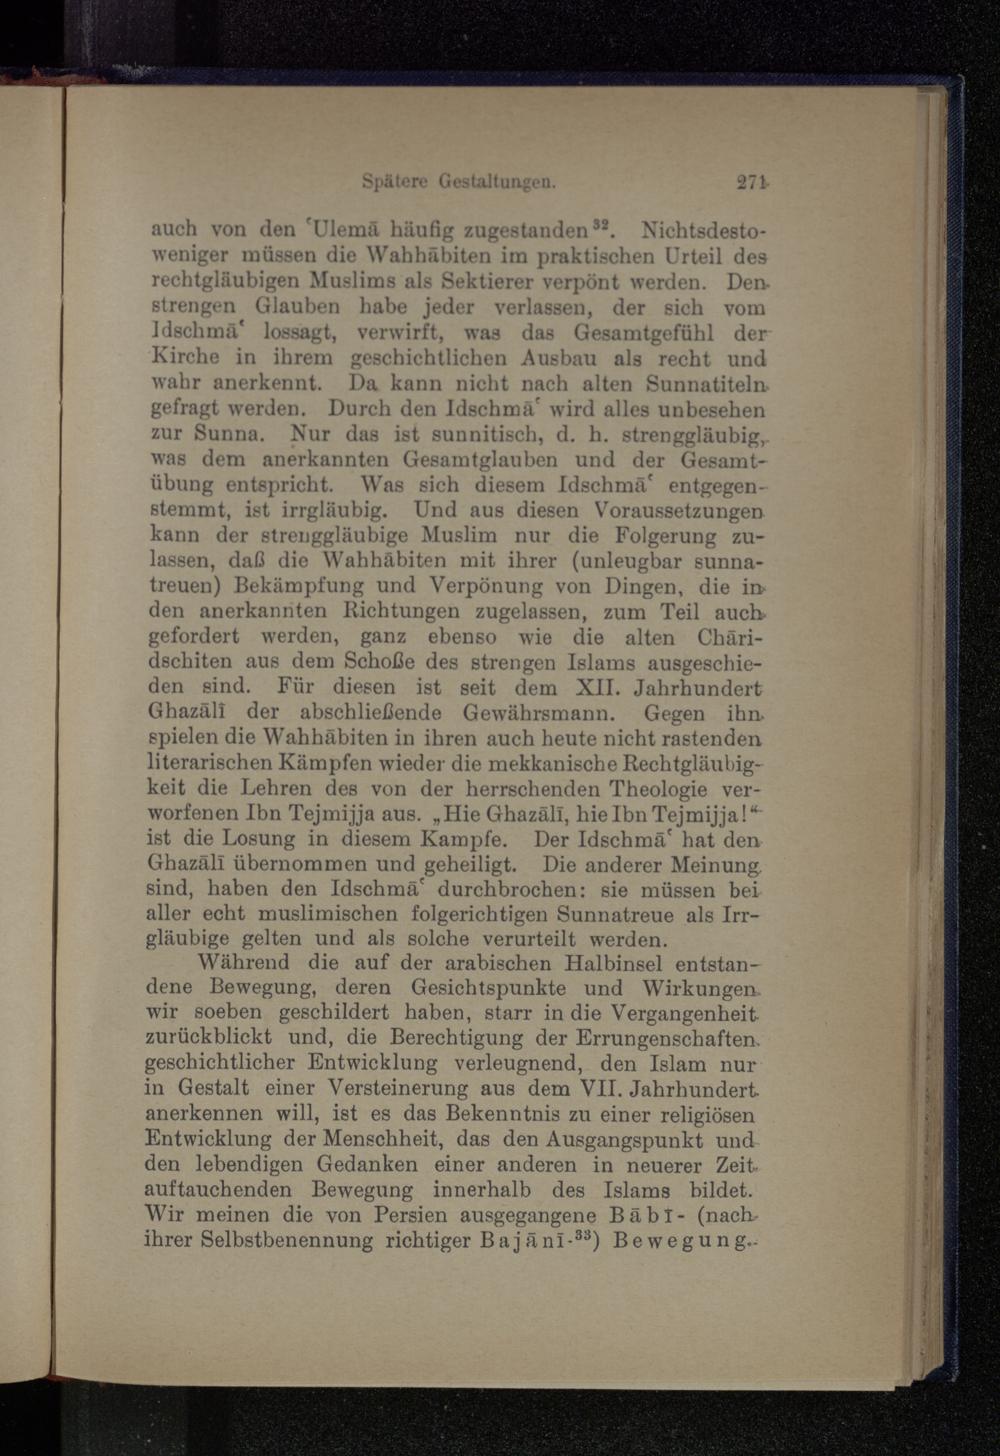 Spätere Gestaltungen. 271
auch von den ʿUlemā häufig zugestanden³². Nichtsdesto-
weniger müssen die Wahhābiten im praktischen Urteil des
rechtgläubigen Muslims als Sektierer verpönt werden. Den
strengen Glauben habe jeder verlassen, der sich vom
Idschmāʿ lossagt, verwirft, was das Gesamtgefühl der
Kirche in ihrem geschichtlichen Ausbau als recht und
wahr anerkennt. Da kann nicht nach alten Sunnatiteln
gefragt werden. Durch den Idschmāʿ wird alles unbesehen
zur Sunna. Nur das ist sunnitisch, d. h. strenggläubig,
was dem anerkannten Gesamtglauben und der Gesamt-
übung entspricht. Was sich diesem Idschmāʿ entgegen-
stemmt, ist irrgläubig. Und aus diesen Voraussetzungen
kann der strenggläubige Muslim nur die Folgerung zu-
lassen, daß die Wahhābiten mit ihrer (unleugbar sunna-
treuen) Bekämpfung und Verpönung von Dingen, die in
den anerkannten Richtungen zugelassen, zum Teil auch
gefordert werden, ganz ebenso wie die alten Chāri-
dschiten aus dem Schoße des strengen Islams ausgeschie-
den sind. Für diesen ist seit dem XII. Jahrhundert
Ghazālī der abschließende Gewährsmann. Gegen ihn
spielen die Wahhābiten in ihren auch heute nicht rastenden
literarischen Kämpfen wieder die mekkanische Rechtgläubig-
keit die Lehren des von der herrschenden Theologie ver-
worfenen Ibn Tejmijja aus. „Hie Ghazālī, hie Ibn Tejmijja!“
ist die Losung in diesem Kampfe. Der Idschmāʿ hat den
Ghazālī übernommen und geheiligt. Die anderer Meinung
sind, haben den Idschmāʿ durchbrochen: sie müssen bei
aller echt muslimischen folgerichtigen Sunnatreue als Irr-
gläubige gelten und als solche verurteilt werden.
Während die auf der arabischen Halbinsel entstan-
dene Bewegung, deren Gesichtspunkte und Wirkungen
wir soeben geschildert haben, starr in die Vergangenheit
zurückblickt und, die Berechtigung der Errungenschaften
geschichtlicher Entwicklung verleugnend, den Islam nur
in Gestalt einer Versteinerung aus dem VII. Jahrhundert
anerkennen will, ist es das Bekenntnis zu einer religiösen
Entwicklung der Menschheit, das den Ausgangspunkt und
den lebendigen Gedanken einer anderen in neuerer Zeit
auftauchenden Bewegung innerhalb des Islams bildet.
Wir meinen die von Persien ausgegangene Bābī- (nach
ihrer Selbstbenennung richtiger Bajānī-³³) Bewegung.